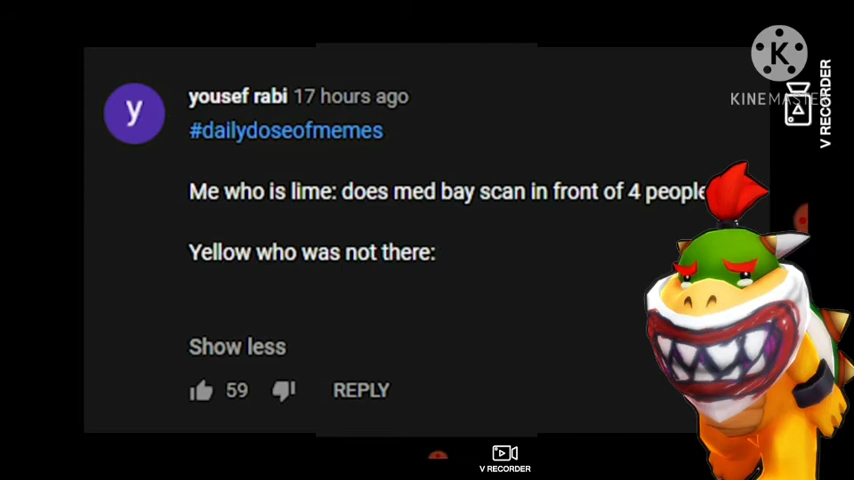 yousef rabi 17 hours ago
#dailydoseofmemes
Me who is lime: does med bay scan in front of 4 people
Yellow who was not there:
Show less
59 REPLY
y
K
KINEMASTER
V RECORDER
V RECORDER